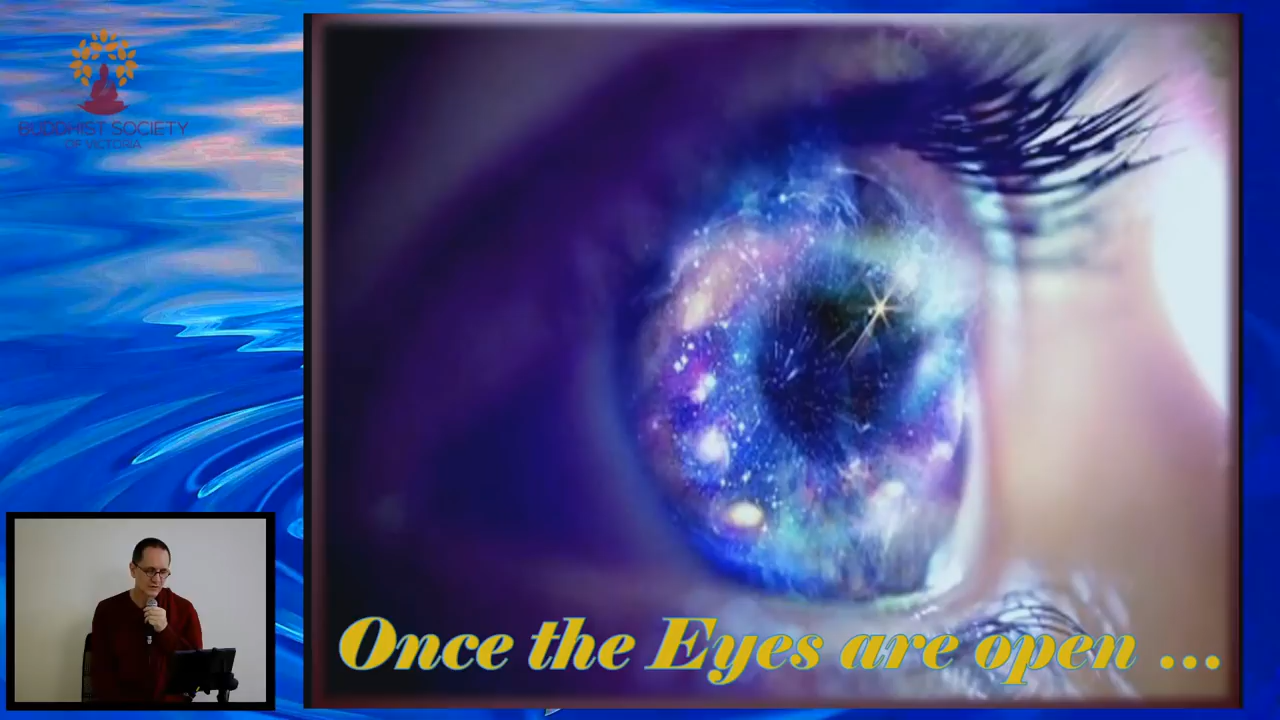 BUDDHIST SOCIETY
OF VICTORIA
Once the Eyes are open ...